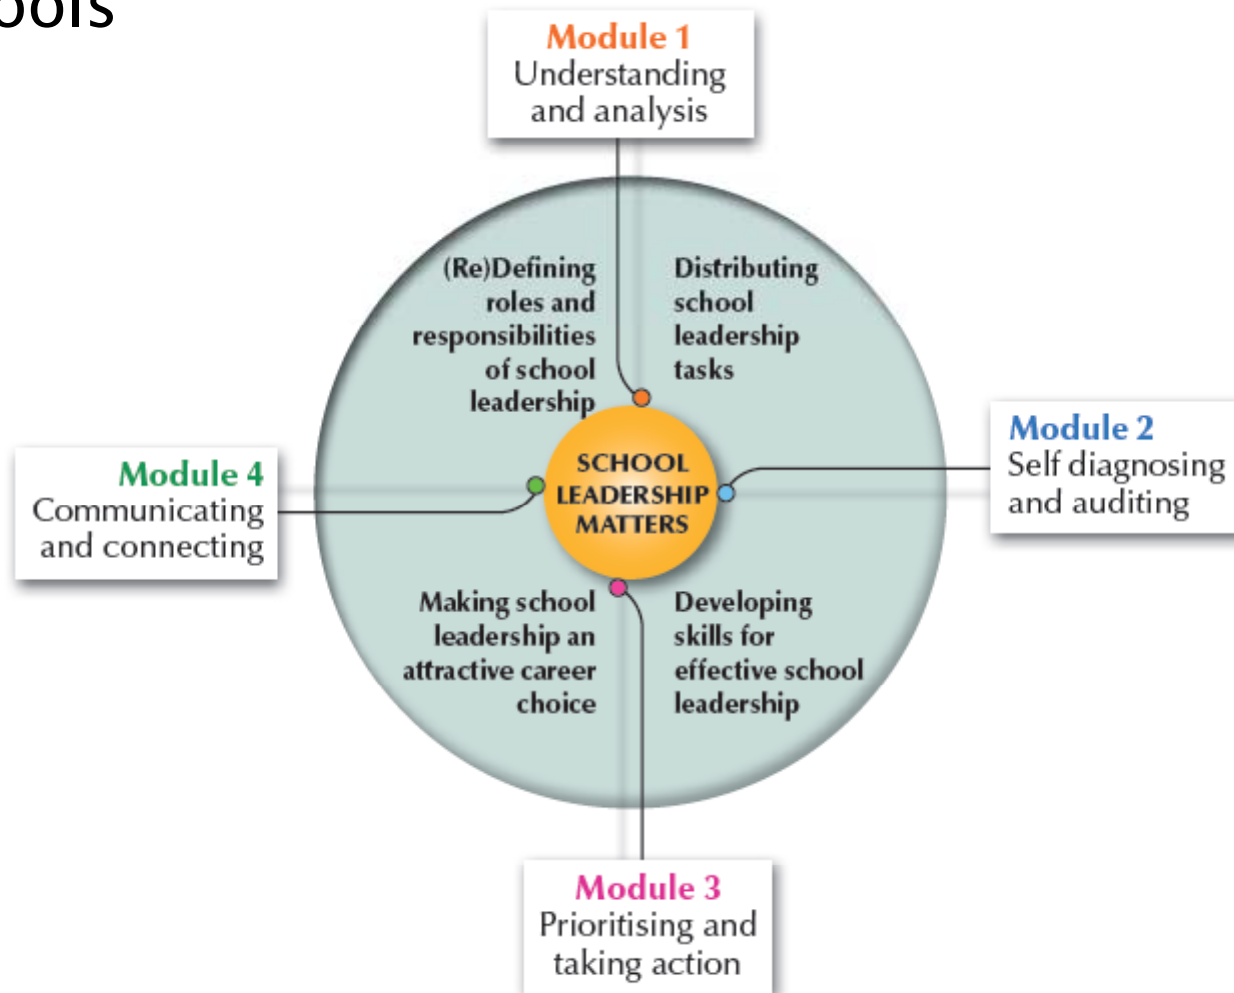 ools
Module 1
Understanding
and analysis
(Re)Defining
roles and
responsibilities
of school
leadership
Distributing
school
leadership
tasks
Module 2
Self diagnosing
and auditing
Module 4
Communicating
and connecting
SCHOOL
LEADERSHIP
MATTERS
Making school
leadership an
attractive career
choice
Developing
skills for
effective school
leadership
Module 3
Prioritising and
taking action